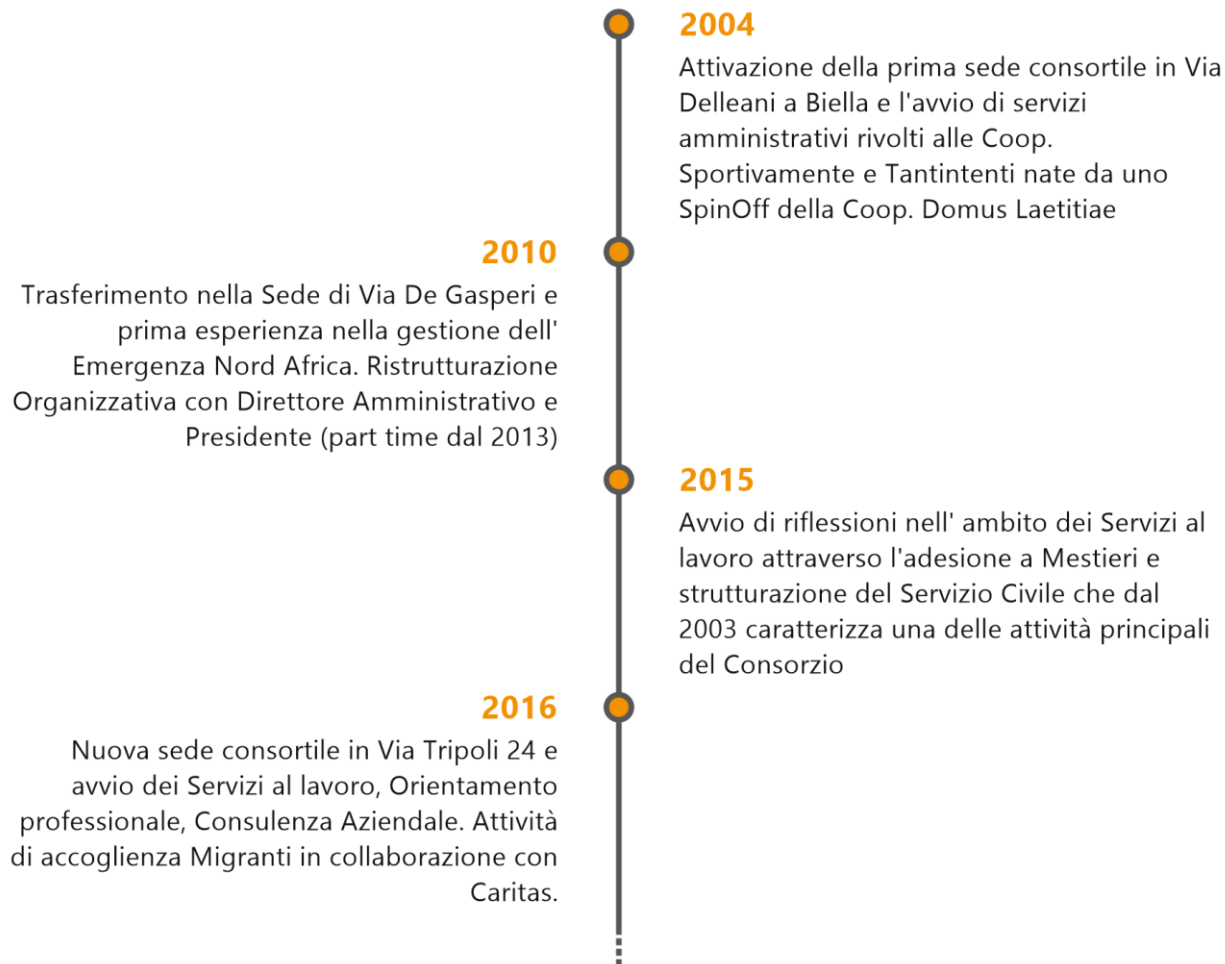 2004
Attivazione della prima sede consortile in Via
Delleani a Biella e l'avvio di servizi
amministrativi rivolti alle Coop.
Sportivamente e Tantintenti nate da uno
SpinOff della Coop. Domus Laetitiae
2010
Trasferimento nella Sede di Via De Gasperi e
prima esperienza nella gestione dell'
Emergenza Nord Africa. Ristrutturazione
Organizzativa con Direttore Amministrativo e
Presidente (part time dal 2013)
2015
Avvio di riflessioni nell' ambito dei Servizi al
lavoro attraverso l'adesione a Mestieri e
strutturazione del Servizio Civile che dal
2003 caratterizza una delle attività principali
del Consorzio
2016
Nuova sede consortile in Via Tripoli 24 e
avvio dei Servizi al lavoro, Orientamento
professionale, Consulenza Aziendale. Attività
di accoglienza Migranti in collaborazione con
Caritas.